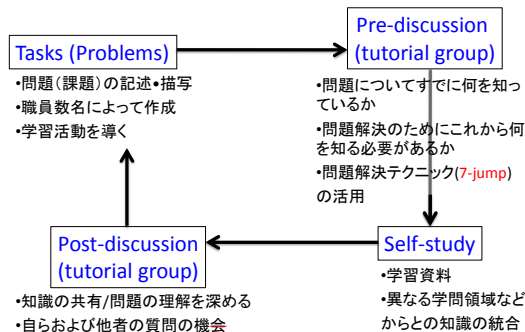 Tasks (Problems)
•問題(課題)の記述•描写
•職員数名によって作成
•学習活動を導く
Pre-discussion
(tutorial group)
•問題についてすでに何を知っ
ているか
•問題解決のためにこれから何
を知る必要があるか
•問題解決テクニック(7-jump)
の活用
Self-study
•学習資料
•異なる学問領域など
からとの知識の統合
Post-discussion
(tutorial group)
•知識の共有/問題の理解を深める
•自らおよび他者の質問の機会